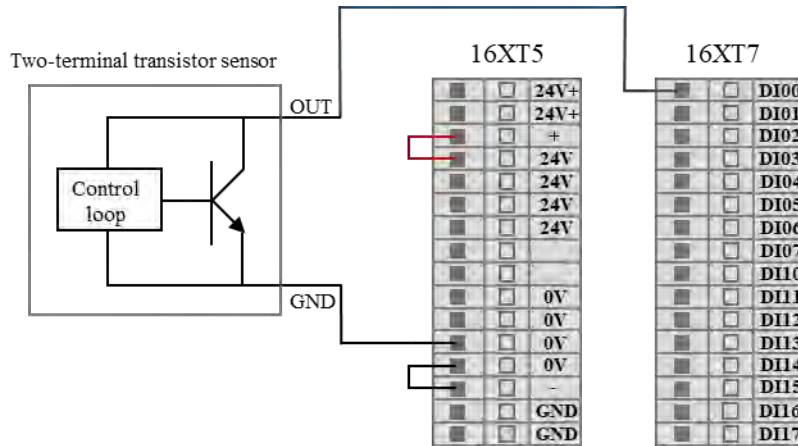 Two-terminal transistor sensor
OUT
Control
loop
GND
16XT5
24V+
24V+
+
24V
24V
24V
24V
0V
0V
0V
0V
-
GND
GND
16XT7
DI00
DI01
DI02
DI03
DI04
DI05
DI06
DI07
DI10
DI11
DI12
DI13
DI14
DI15
DI16
DI17